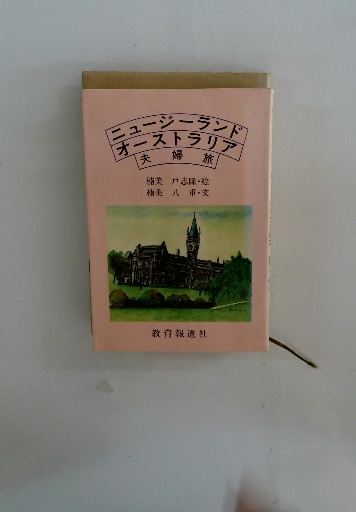 ニュージーランド
オーストラリア
夫婦旅
楠美 戸志隆・絵
楠美 八重・文
教育報道社